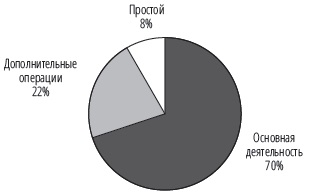 Простой
8%
Дополнительные
операции
22%
Основная
деятельность
70%